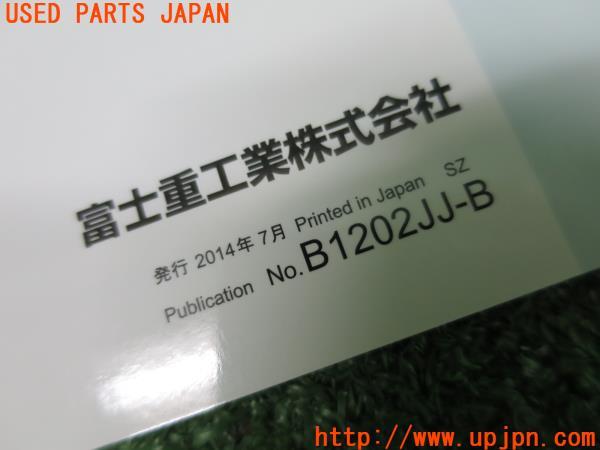 USED PARTS JAPAN
富士重工業株式会社
発行 2014年7月 Printed in Japan SZ
Publication No.B1202JJ-B
http://www.upjpn.com